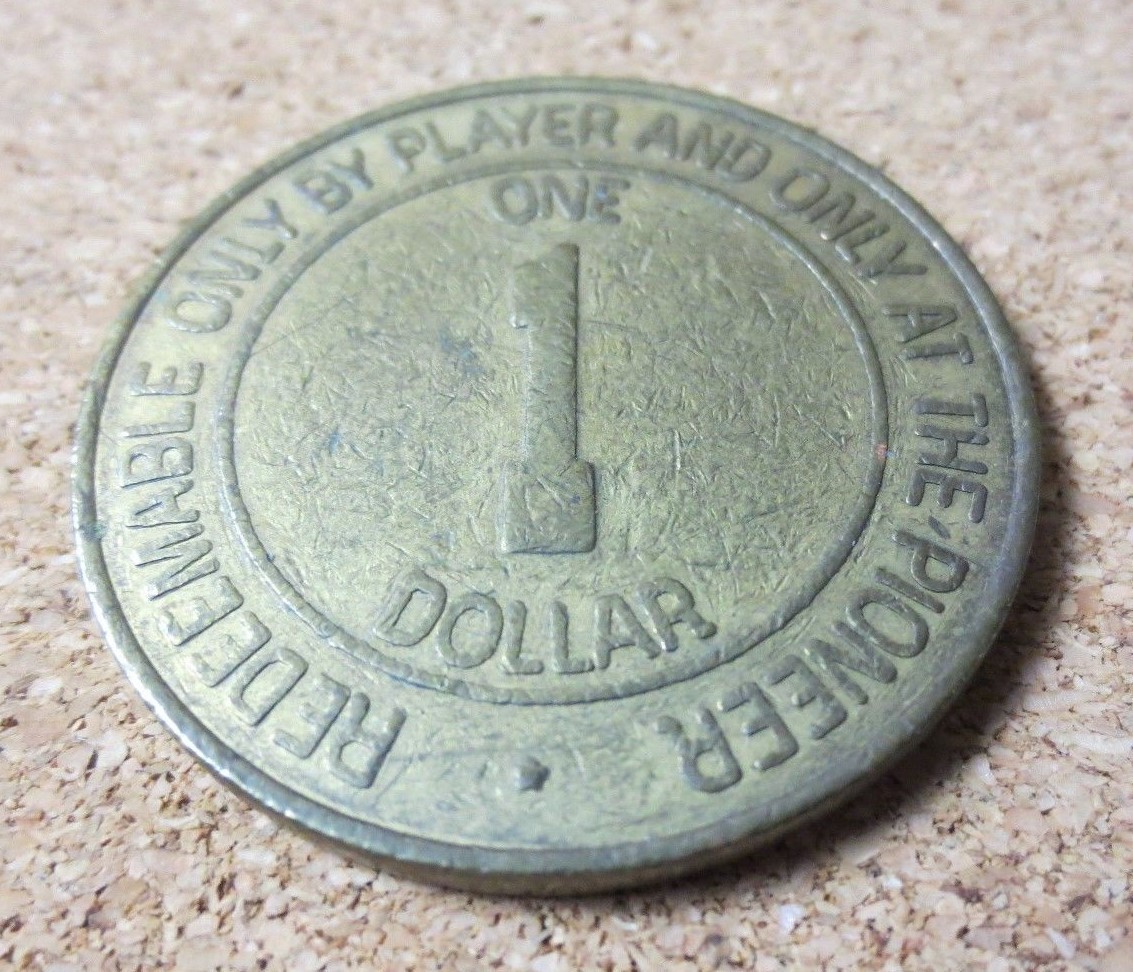 REDEEMABLE ONLY BY PLAYER AND ONLY AT THE PIONEER
ONE
1
DOLLAR